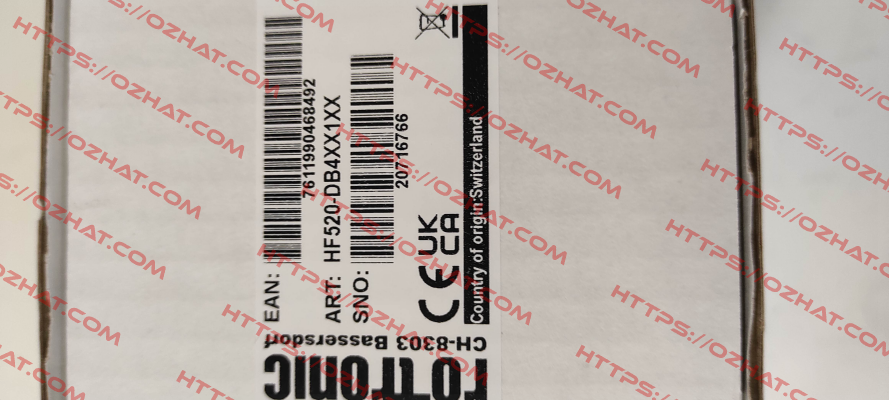 rotronic
CH-8303 Bassersdorf
EAN:
7611990468492
ART: HF520-DB4XX1XX
SNO:
20716766
CE UK CA
Country of origin:Switzerland
HTTPS://OZHAT.COM